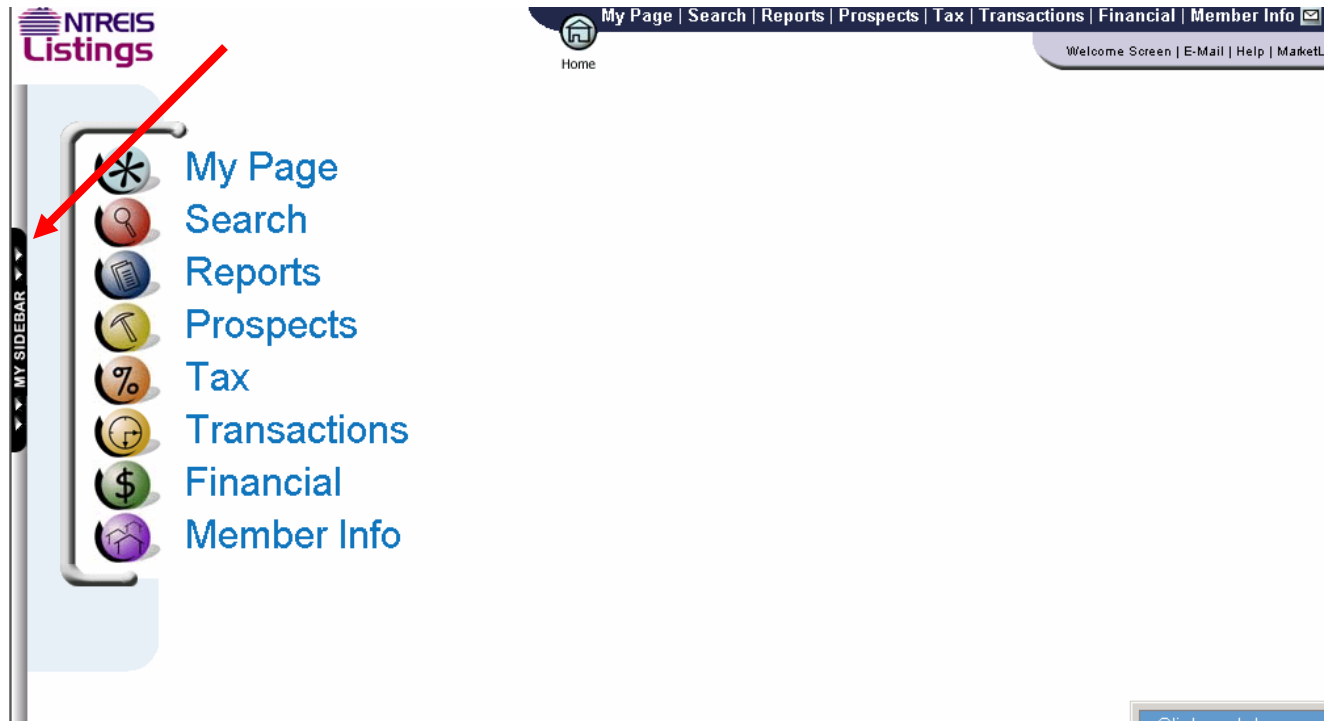 NTREIS
Listings
My Page | Search | Reports | Prospects | Tax | Transactions | Financial | Member Info
Home
Welcome Screen | E-Mail | Help |
My Page
Search
Reports
Prospects
Tax
Transactions
Financial
Member Info
MY SIDEBAR